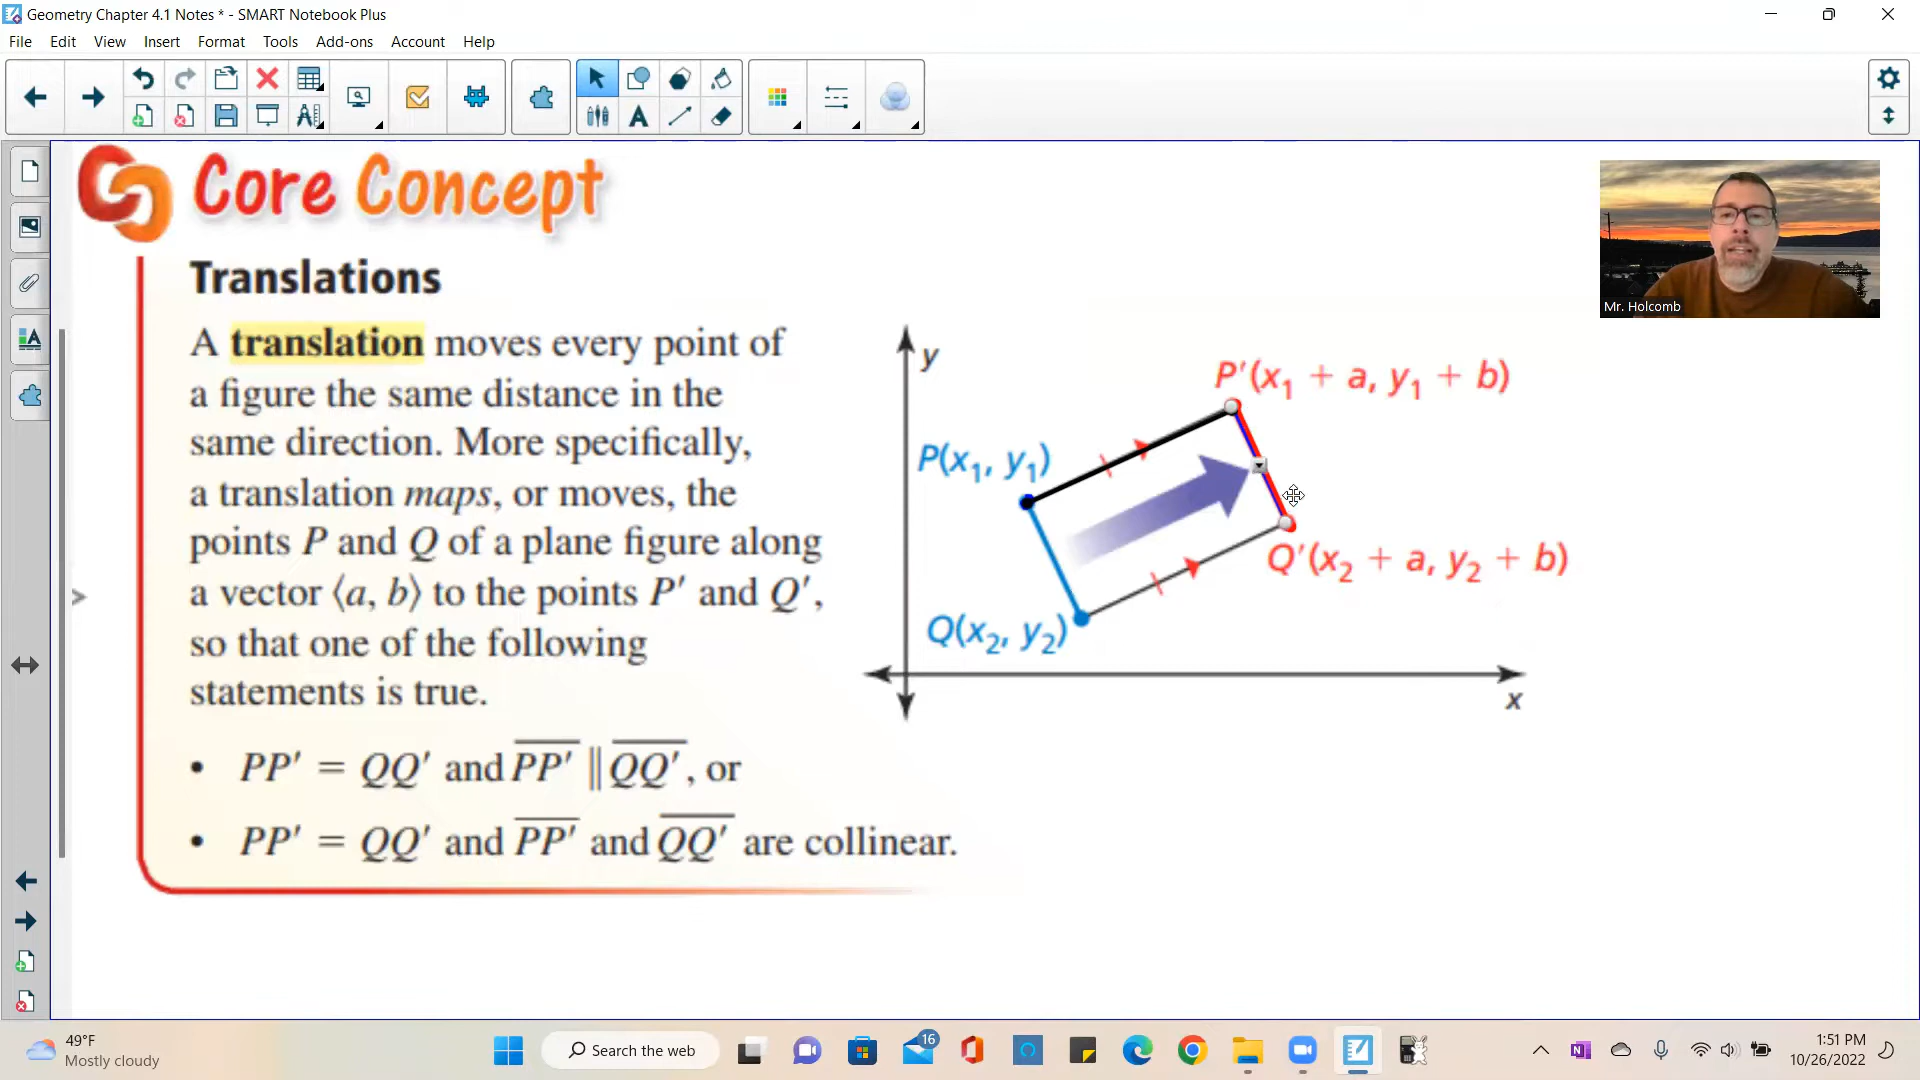 Geometry Chapter 4.1 Notes * - SMART Notebook Plus
File Edit View Insert Format Tools Add-ons Account Help
Core Concept
Mr. Holcomb
Translations
A translation moves every point of
a figure the same distance in the
same direction. More specifically,
a translation maps, or moves, the
points P and Q of a plane figure along
a vector ⟨a, b⟩ to the points P′ and Q′,
so that one of the following
statements is true.
• PP′ = QQ′ and P̅P̅′̅ ∥ Q̅Q̅′̅, or
• PP′ = QQ′ and P̅P̅′̅ and Q̅Q̅′̅ are collinear.
y
P′(x₁ + a, y₁ + b)
P(x₁, y₁)
Q′(x₂ + a, y₂ + b)
Q(x₂, y₂)
x
49°F
Mostly cloudy
Search the web
16
1:51 PM
10/26/2022